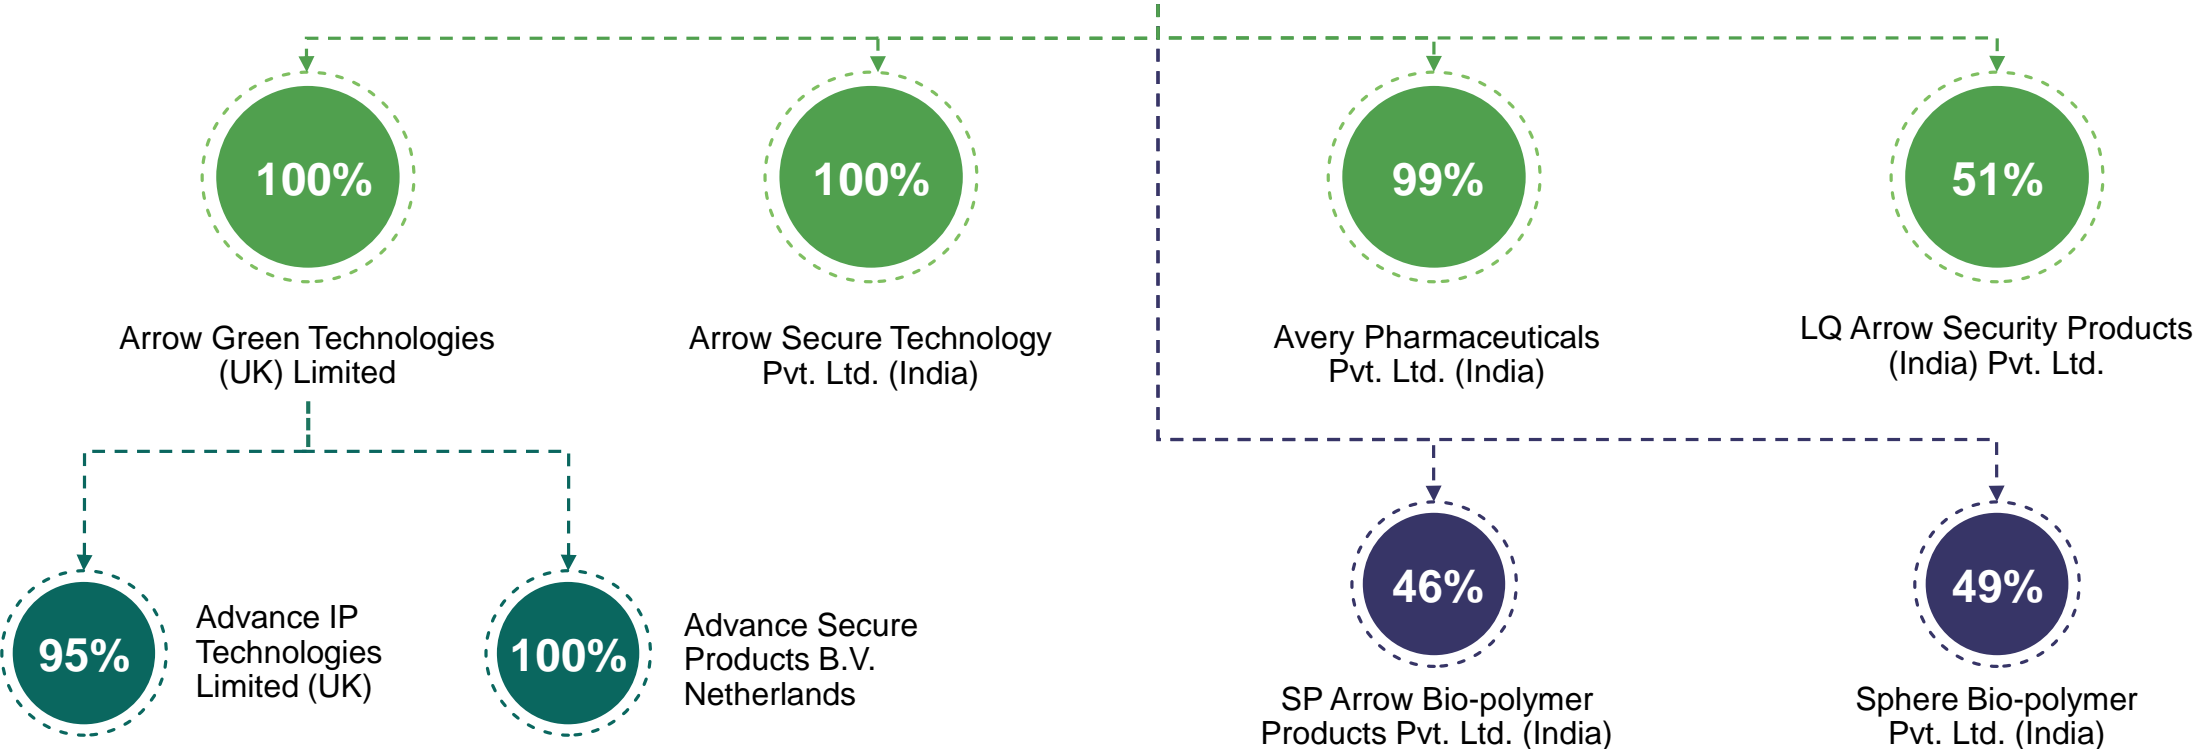 100%
100%
99%
51%
Arrow Green Technologies
(UK) Limited
Arrow Secure Technology
Pvt. Ltd. (India)
Avery Pharmaceuticals
Pvt. Ltd. (India)
LQ Arrow Security Products
(India) Pvt. Ltd.
95%
Advance IP
Technologies
Limited (UK)
100%
Advance Secure
Products B.V.
Netherlands
46%
SP Arrow Bio-polymer
Products Pvt. Ltd. (India)
49%
Sphere Bio-polymer
Pvt. Ltd. (India)